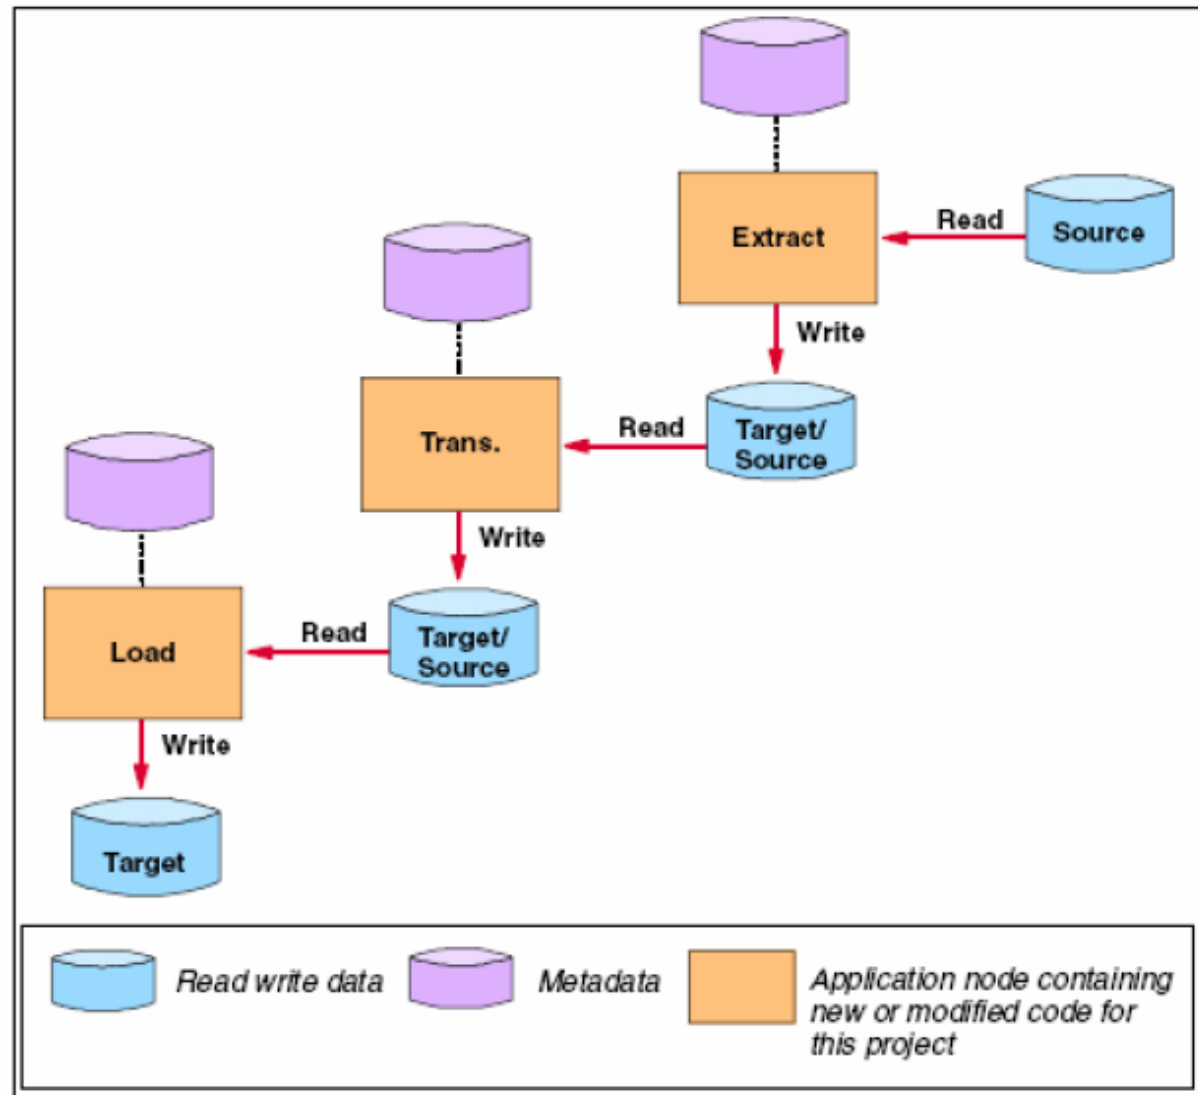 Extract
Read
Source
Write
Trans.
Read
Target/
Source
Write
Load
Read
Target/
Source
Write
Target
Read write data
Metadata
Application node containing
new or modified code for
this project